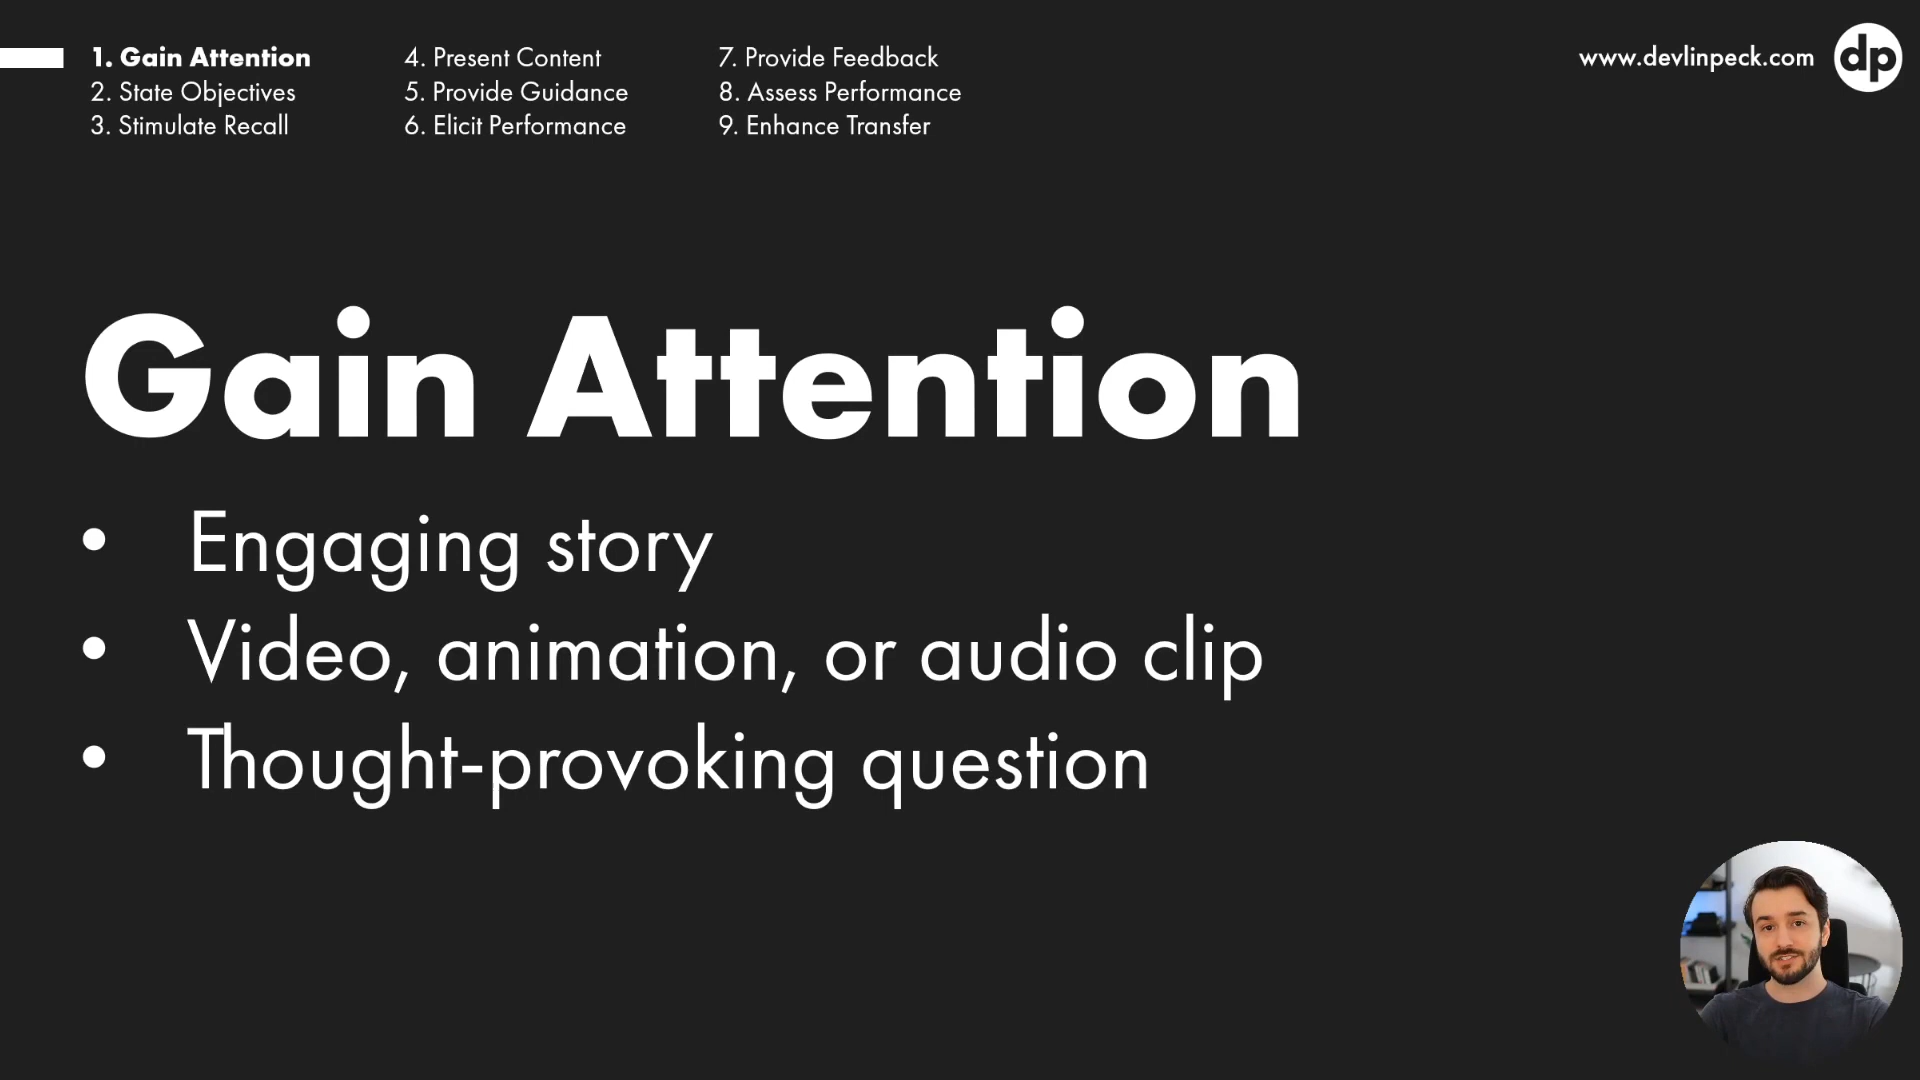 1. Gain Attention
2. State Objectives
3. Stimulate Recall
4. Present Content
5. Provide Guidance
6. Elicit Performance
7. Provide Feedback
8. Assess Performance
9. Enhance Transfer
www.devlinpeck.com
dp
Gain Attention
• Engaging story
• Video, animation, or audio clip
• Thought-provoking question